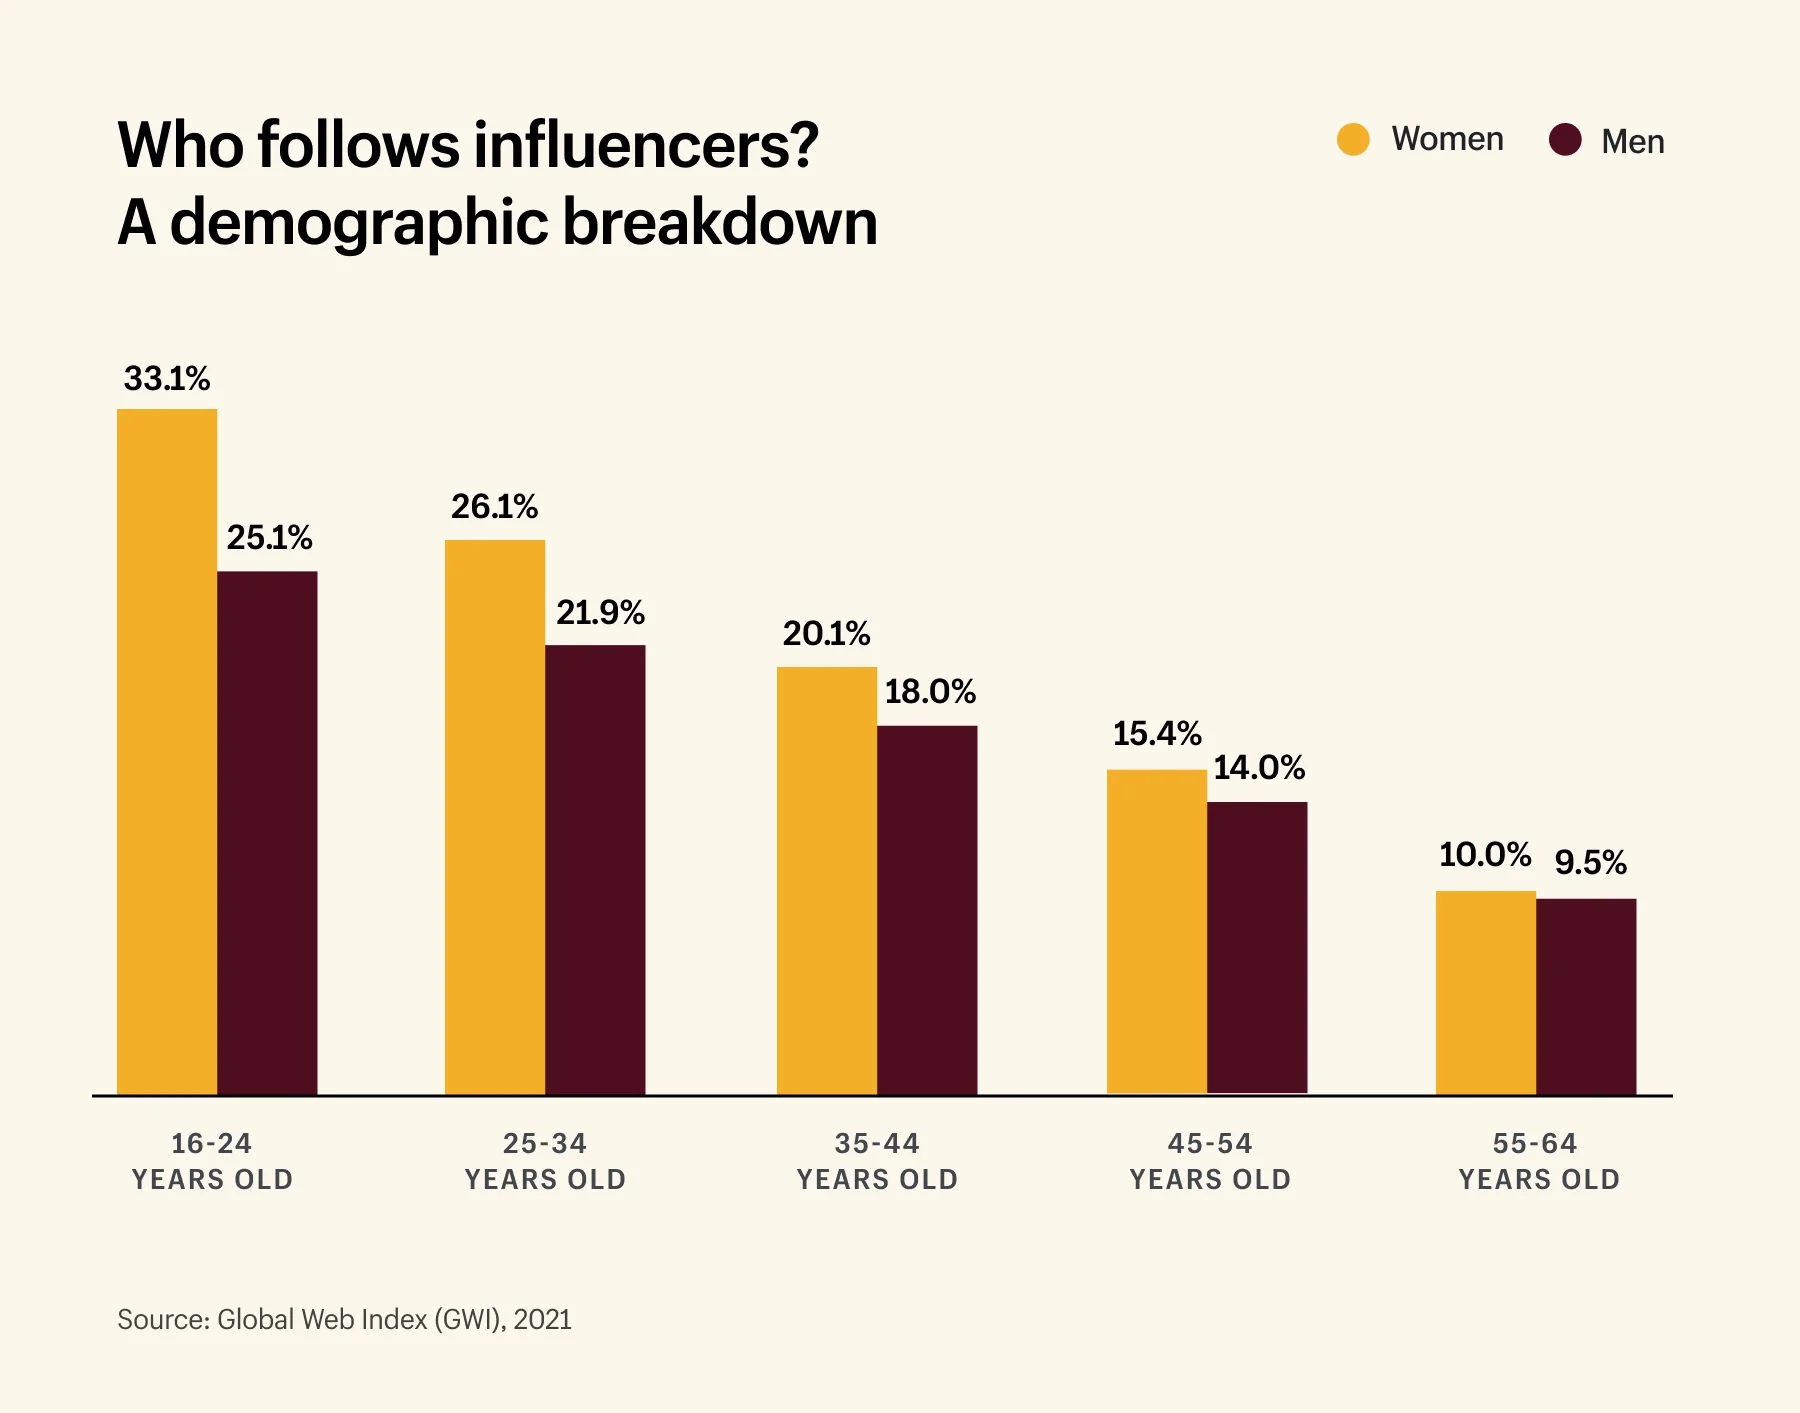 Who follows influencers?
A demographic breakdown
Women
Men
33.1%
25.1%
26.1%
21.9%
20.1%
18.0%
15.4%
14.0%
10.0%
9.5%
16-24
YEARS OLD
25-34
YEARS OLD
35-44
YEARS OLD
45-54
YEARS OLD
55-64
YEARS OLD
Source: Global Web Index (GWI), 2021